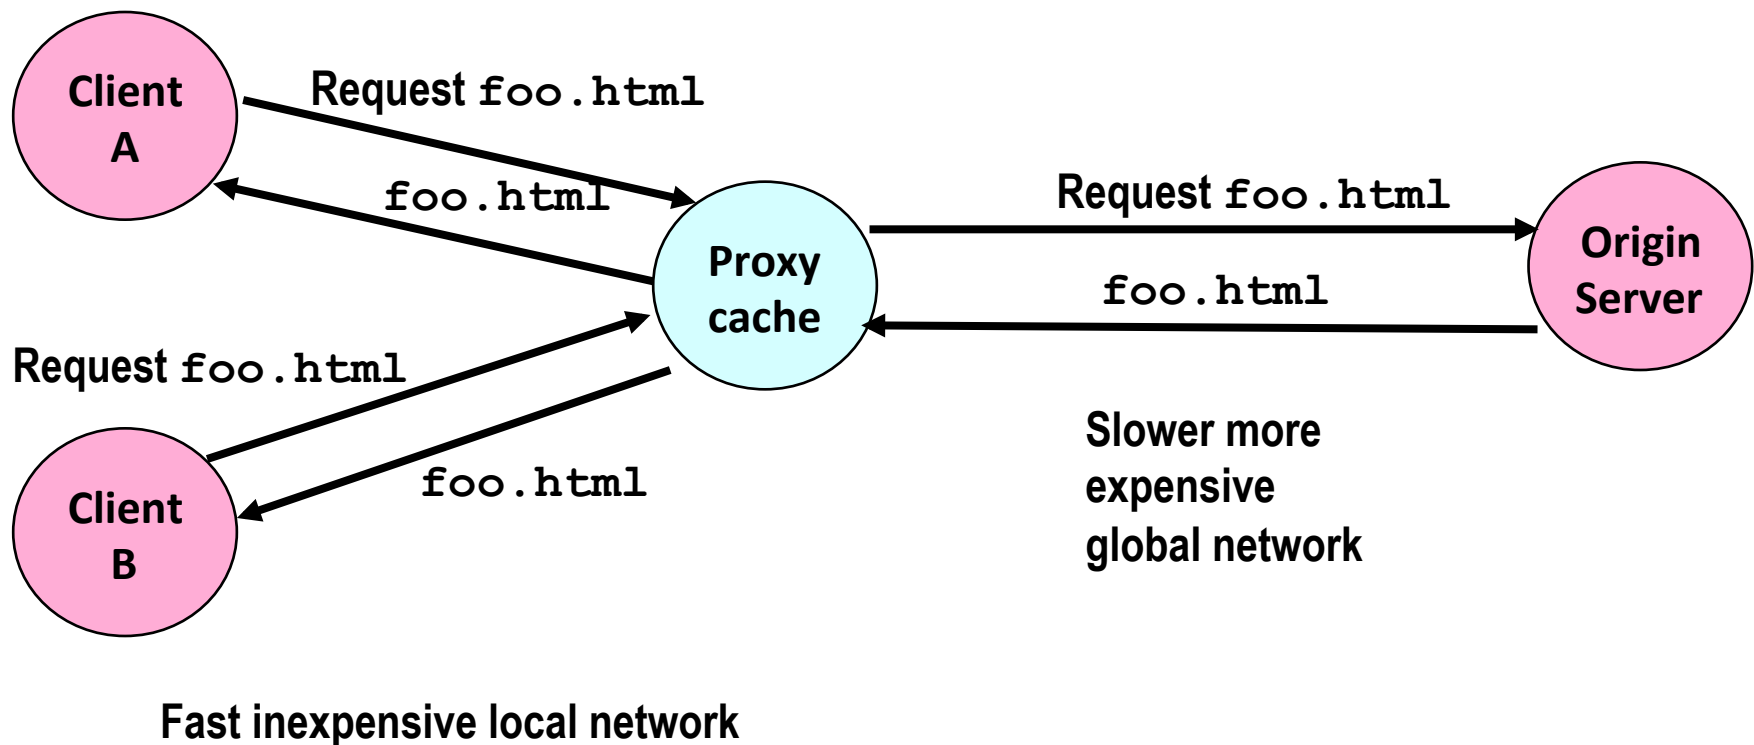 Client
A
Request foo.html
foo.html
Proxy
cache
Request foo.html
foo.html
Origin
Server
Request foo.html
foo.html
Client
B
Slower more
expensive
global network
Fast inexpensive local network